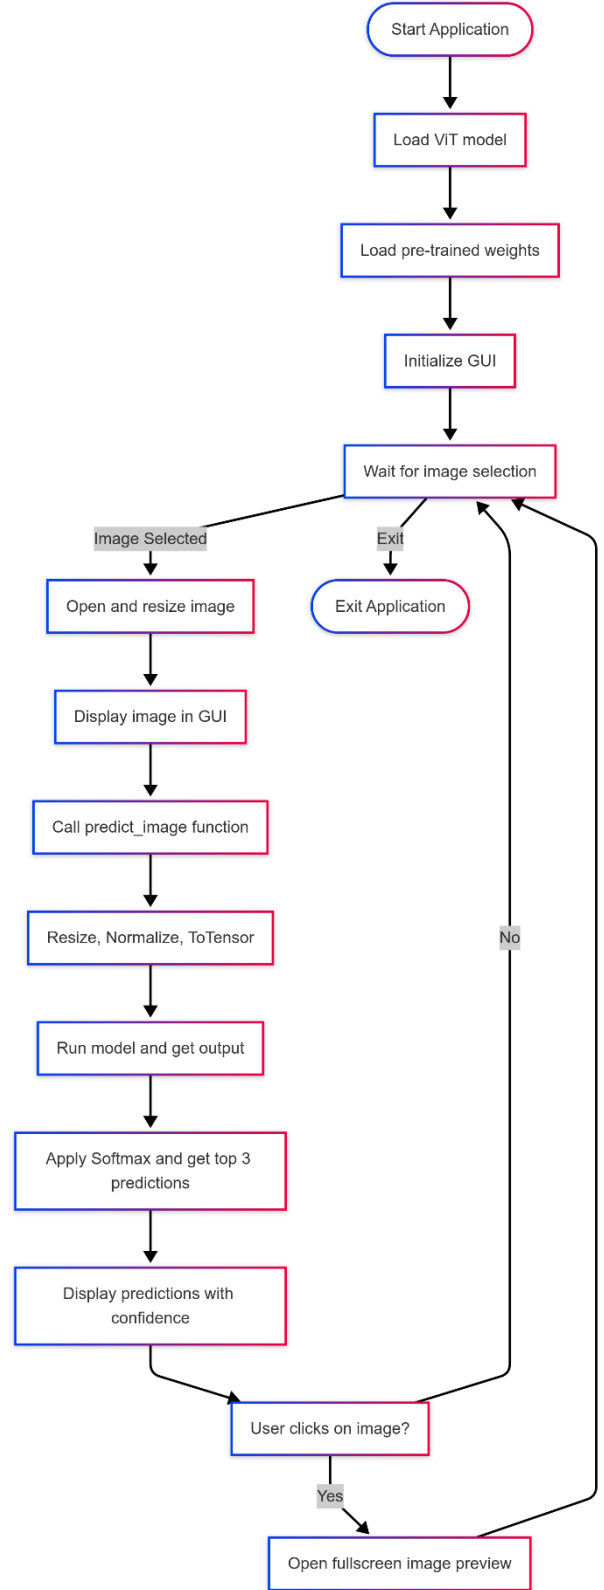 Start Application
Load ViT model
Load pre-trained weights
Initialize GUI
Wait for image selection
Image Selected
Exit
Open and resize image
Exit Application
Display image in GUI
Call predict_image function
Resize, Normalize, ToTensor
No
Run model and get output
Apply Softmax and get top 3
predictions
Display predictions with
confidence
User clicks on image?
Yes
Open fullscreen image preview